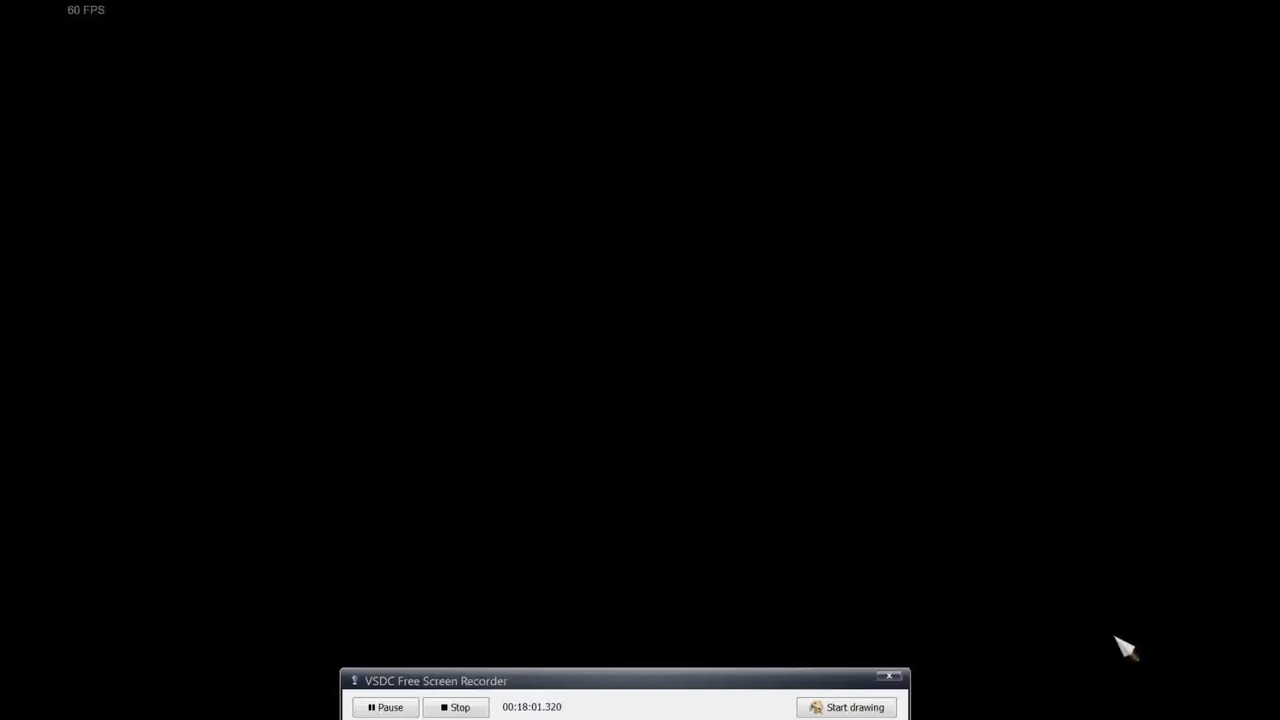 60 FPS
VSDC Free Screen Recorder
Pause Stop 00:18:01.320 Start drawing